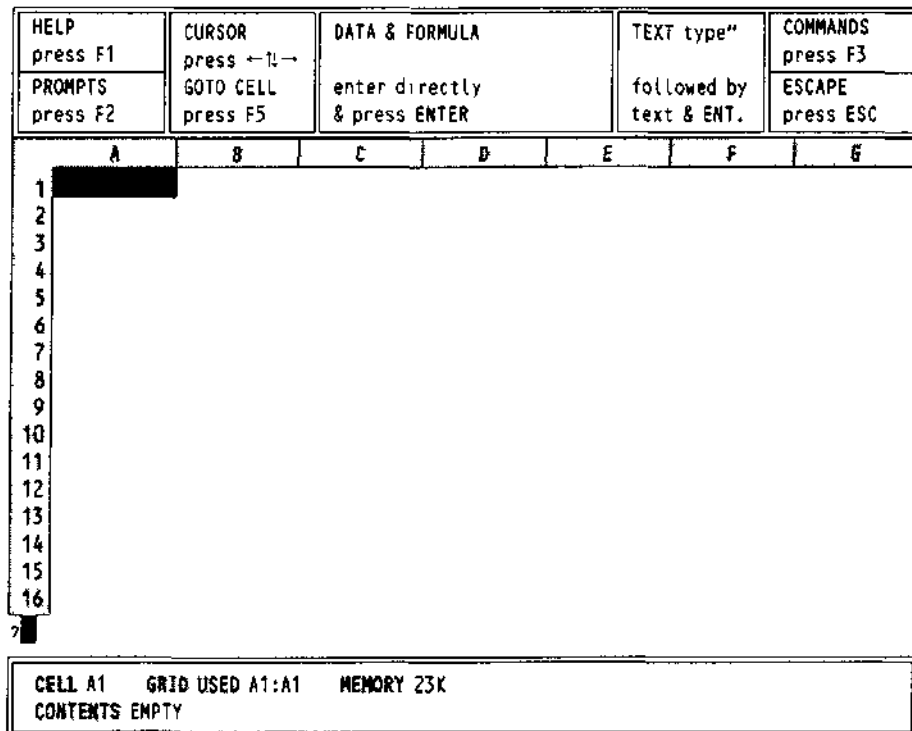 HELP
press F1
PROMPTS
press F2
CURSOR
press ←↑↓→
GOTO CELL
press F5
DATA & FORMULA
enter directly
& press ENTER
TEXT type"
followed by
text & ENT.
COMMANDS
press F3
ESCAPE
press ESC
A B C D E F G
1
2
3
4
5
6
7
8
9
10
11
12
13
14
15
16
?
CELL A1 GRID USED A1:A1 MEMORY 23K
CONTENTS EMPTY